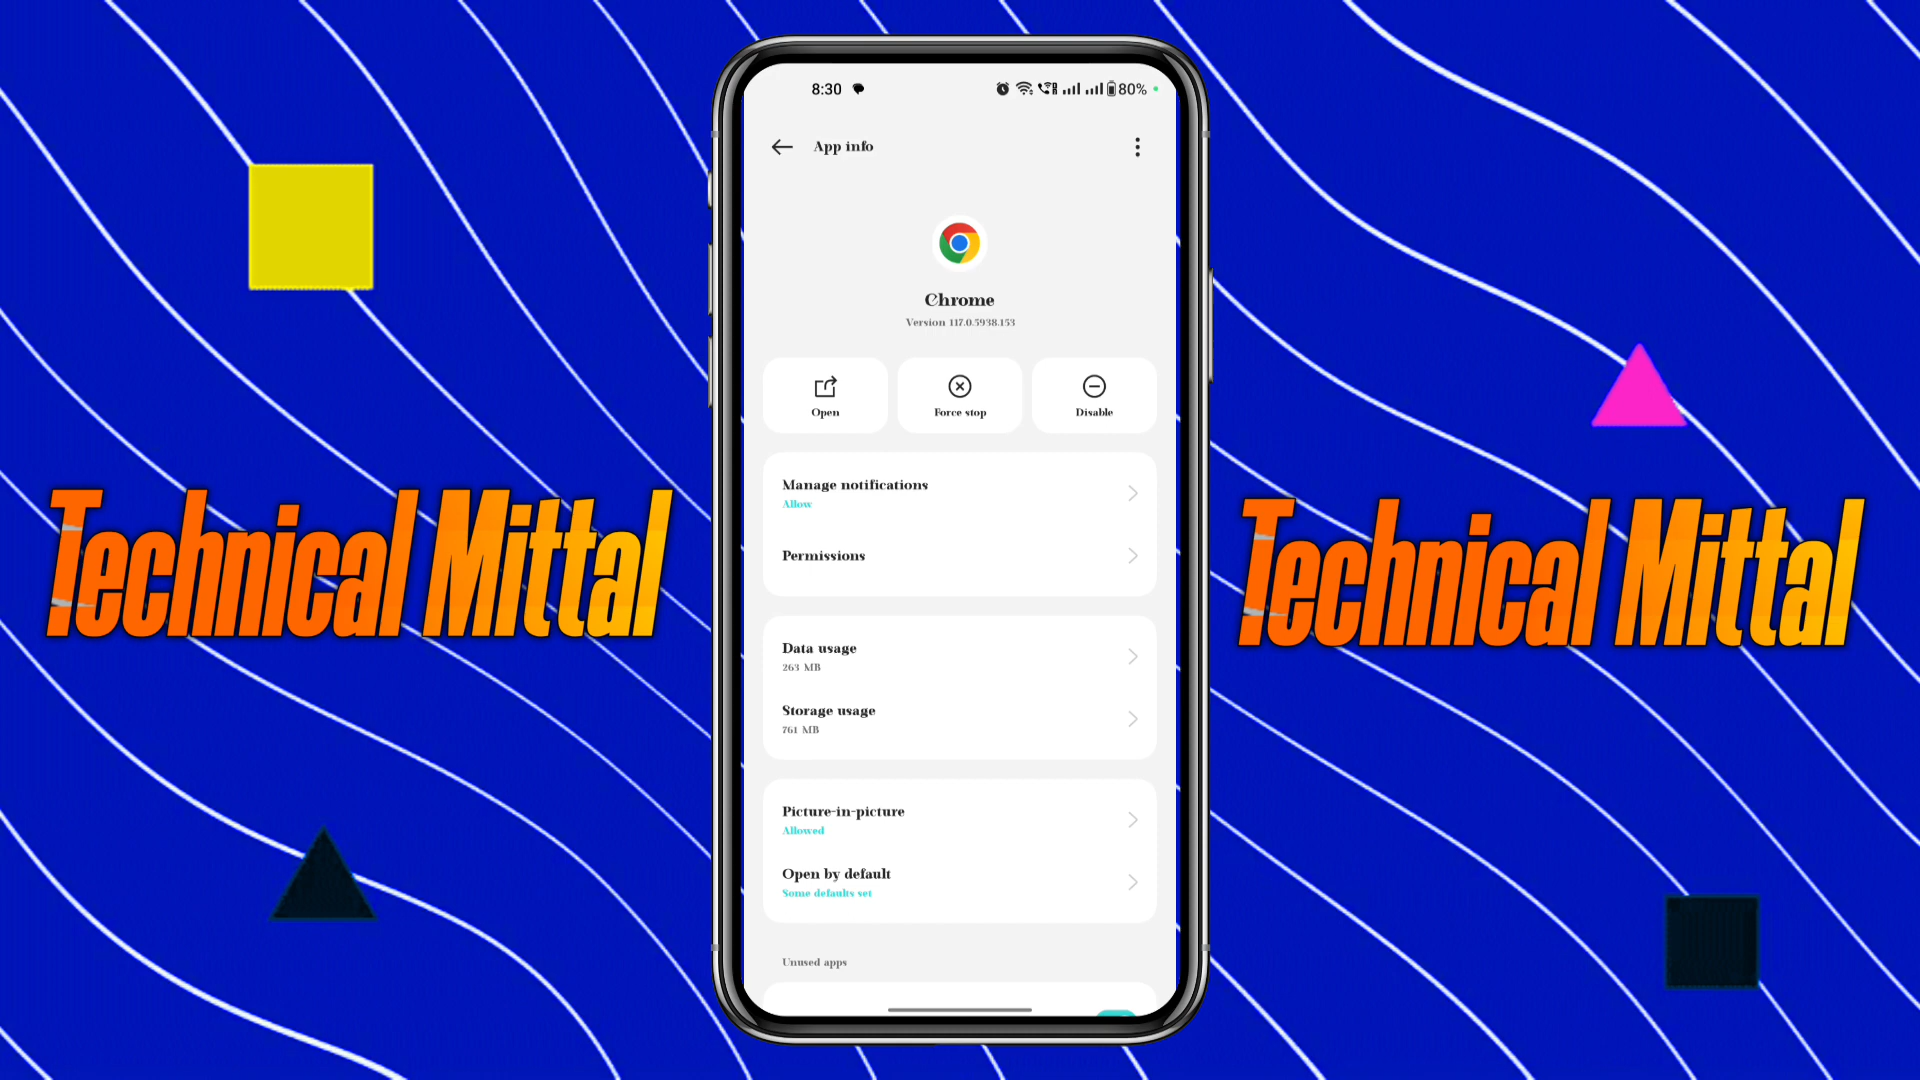 8:30
80%
App info
Chrome
Version 117.0.5938.153
Open
Force stop
Disable
Manage notifications
Allow
Permissions
Technical Mittal
Technical Mittal
Data usage
263 MB
Storage usage
761 MB
Picture-in-picture
Allowed
Open by default
Some defaults set
Unused apps